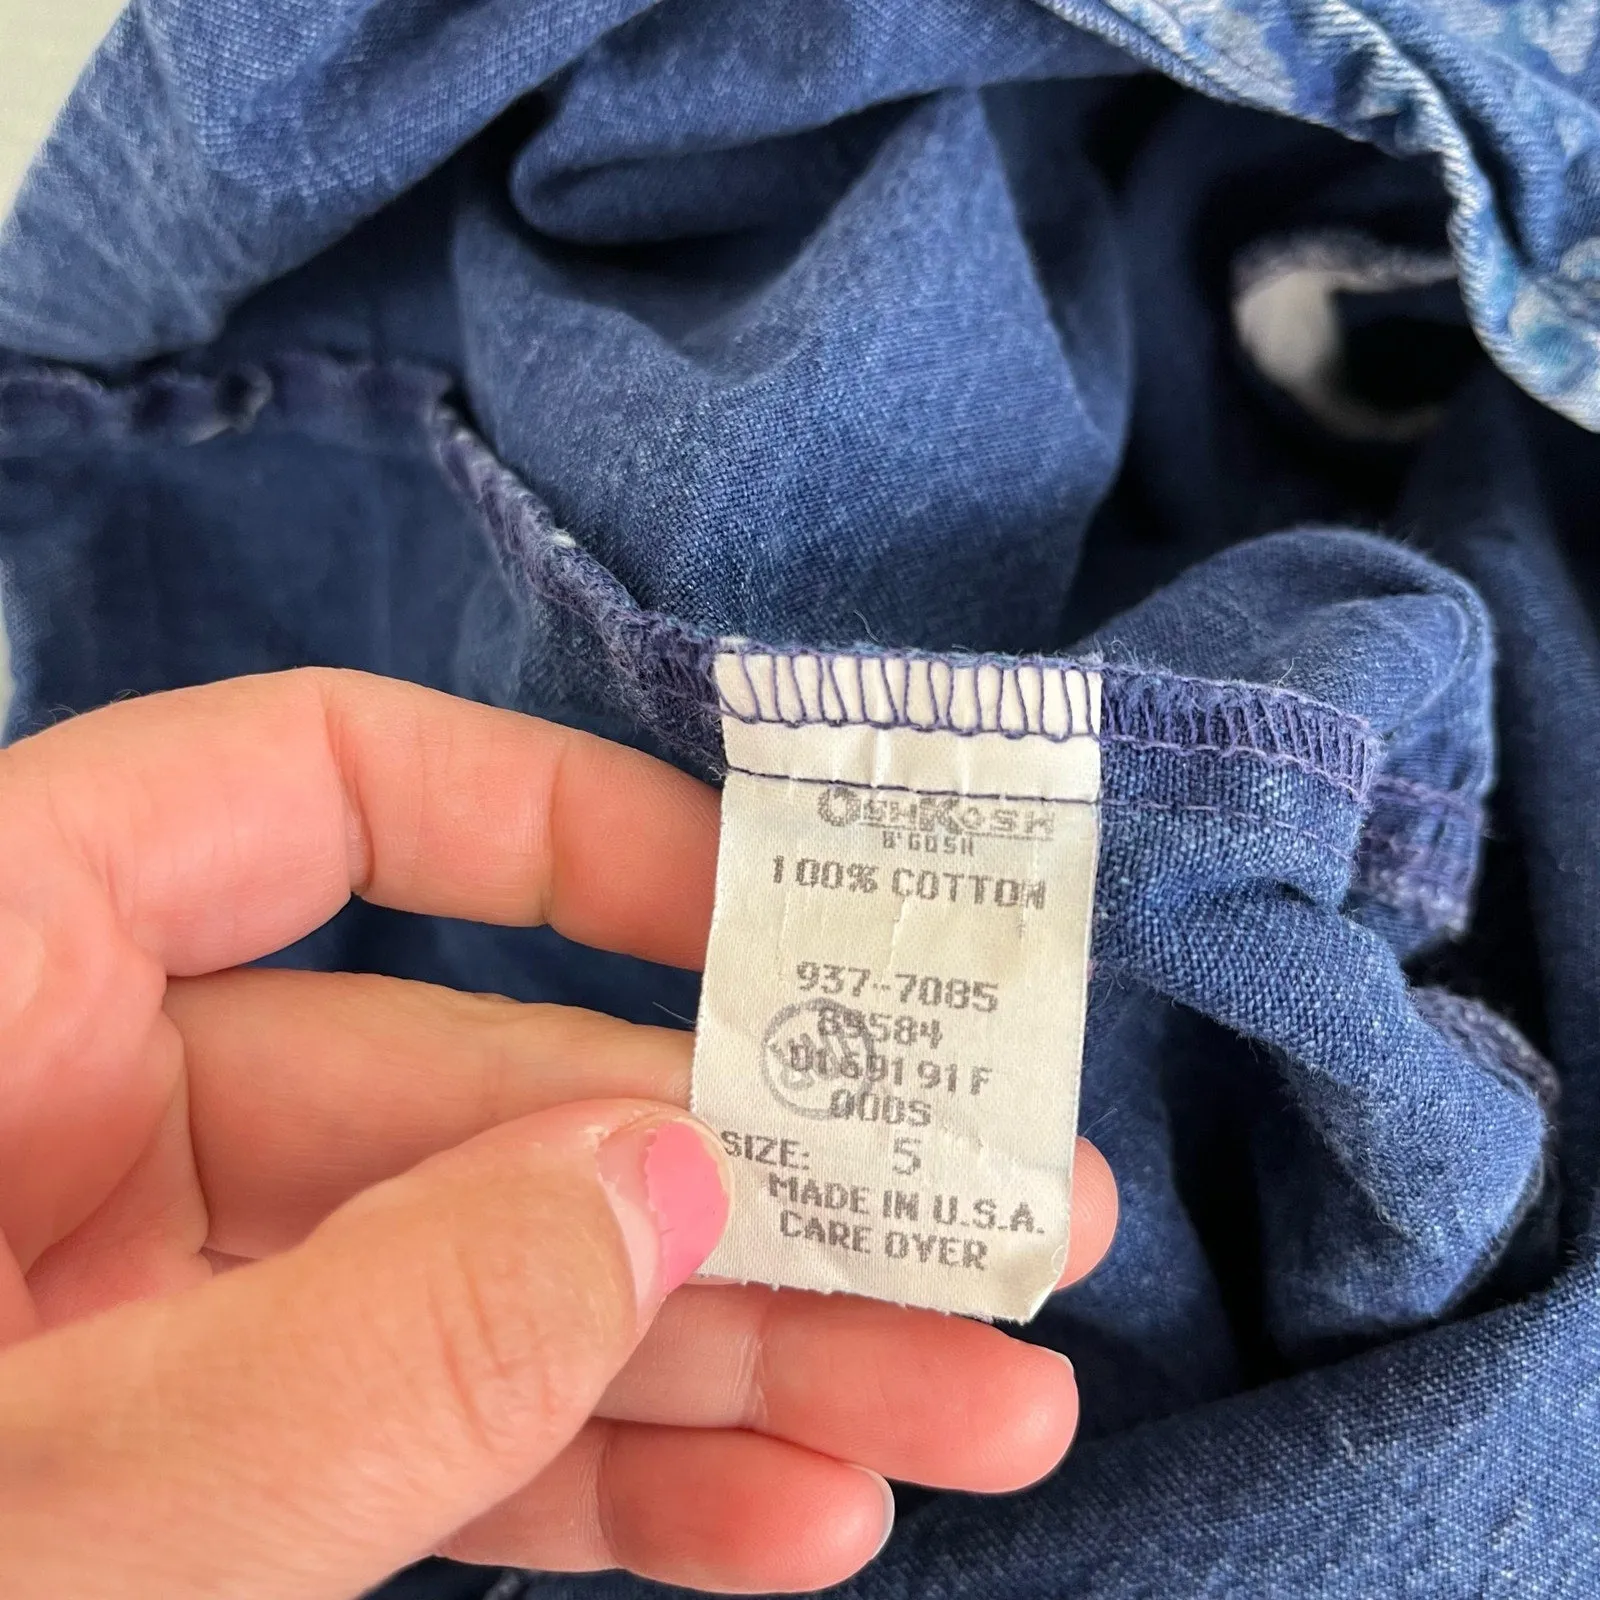 OSHKOSH
B'GOSH
100% COTTON
937-7085
89584
0169191F
000S
SIZE: 5
MADE IN U.S.A.
CARE OVER